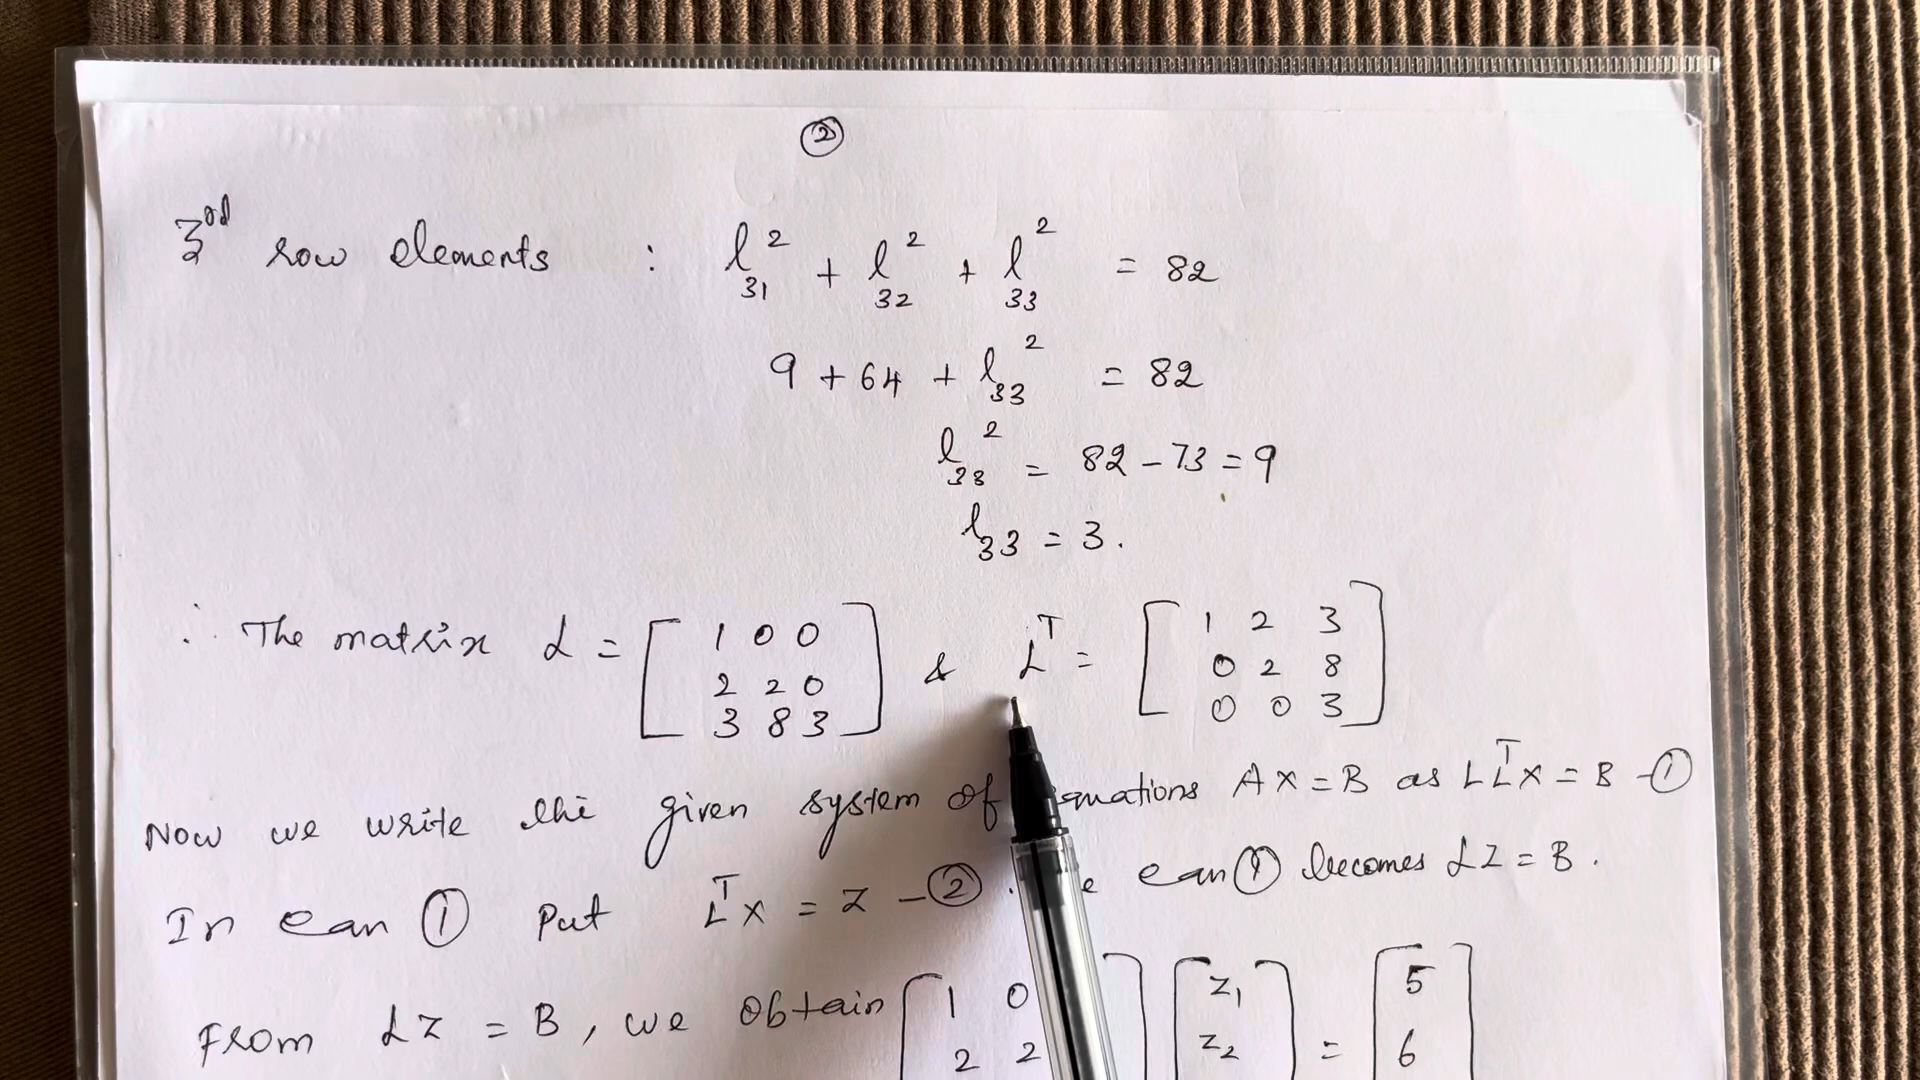 ②
3rd row elements : l₃₁² + l₃₂² + l₃₃² = 82
9 + 64 + l₃₃² = 82
l₃₃² = 82 - 73 = 9
l₃₃ = 3.
∴ The matrix L = [ 1 0 0 & Lᵀ = [ 1 2 3
2 2 0 0 2 8
3 8 3 ] 0 0 3 ]
Now we write the given system of equations AX = B as LLᵀX = B - ①
In eqn ① Put LᵀX = Z - ② . eqn ① becomes LZ = B .
From LZ = B, we obtain [ 1 0 [ Z₁ [ 5
2 2 ] Z₂ ] = 6 ]